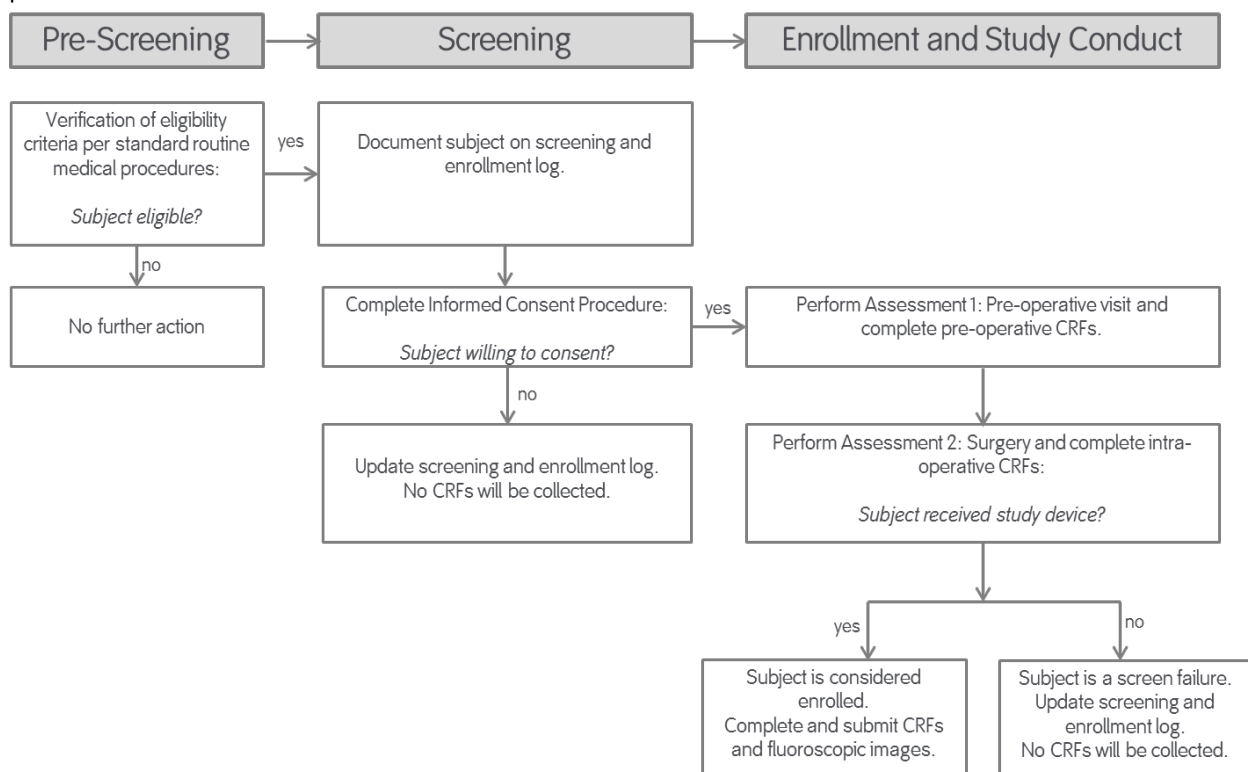 Pre-Screening
Screening
Enrollment and Study Conduct
Verification of eligibility
criteria per standard routine
medical procedures:
Subject eligible?
yes
Document subject on screening and
enrollment log.
no
No further action
Complete Informed Consent Procedure:
Subject willing to consent?
yes
Perform Assessment 1: Pre-operative visit and
complete pre-operative CRFs.
no
Update screening and enrollment log.
No CRFs will be collected.
Perform Assessment 2: Surgery and complete intra-
operative CRFs:
Subject received study device?
yes
no
Subject is considered
enrolled.
Complete and submit CRFs
and fluoroscopic images.
Subject is a screen failure.
Update screening and
enrollment log.
No CRFs will be collected.